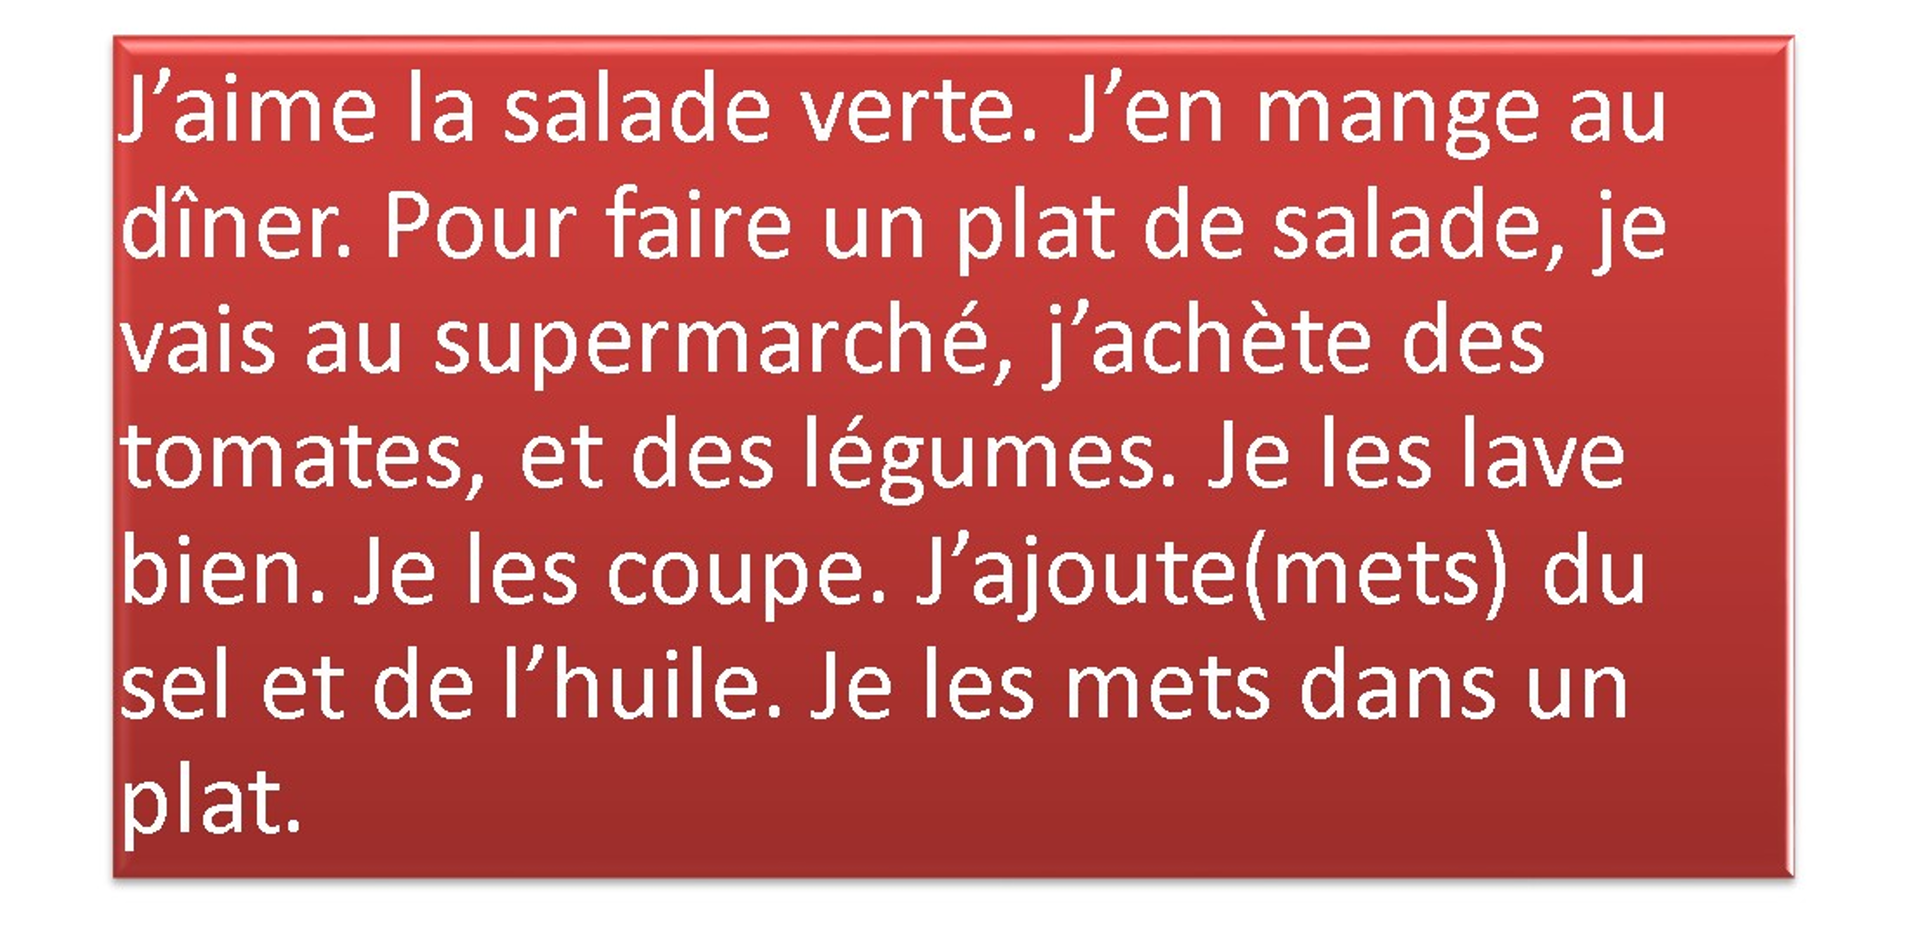 J’aime la salade verte. J’en mange au
dîner. Pour faire un plat de salade, je
vais au supermarché, j’achète des
tomates, et des légumes. Je les lave
bien. Je les coupe. J’ajoute(mets) du
sel et de l’huile. Je les mets dans un
plat.